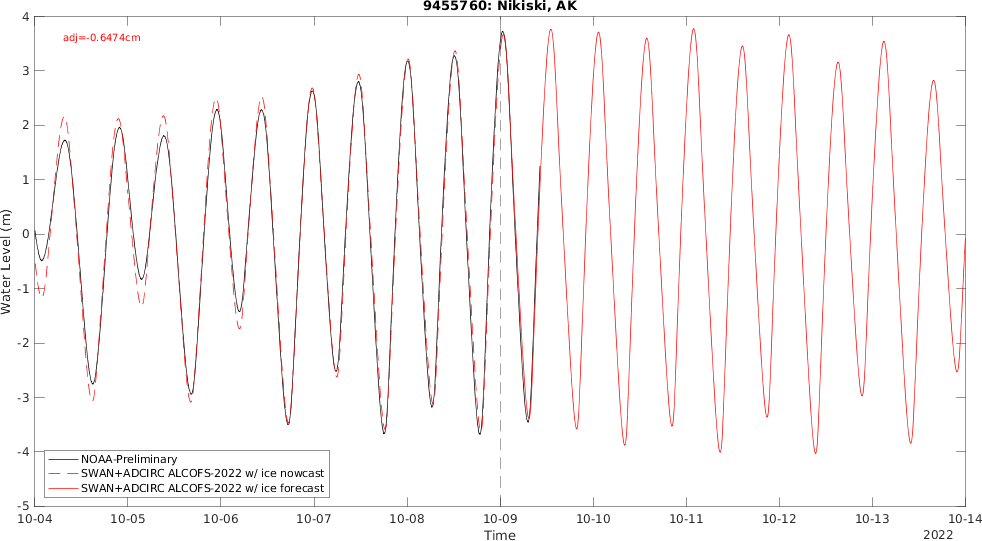 9455760: Nikiski, AK
adj=-0.6474cm
4
3
2
1
0
-1
-2
-3
-4
-5
Water Level (m)
NOAA-Preliminary
SWAN+ADCIRC ALCOFS-2022 w/ ice nowcast
SWAN+ADCIRC ALCOFS-2022 w/ ice forecast
10-04 10-05 10-06 10-07 10-08 10-09 10-10 10-11 10-12 10-13 10-14
Time
2022